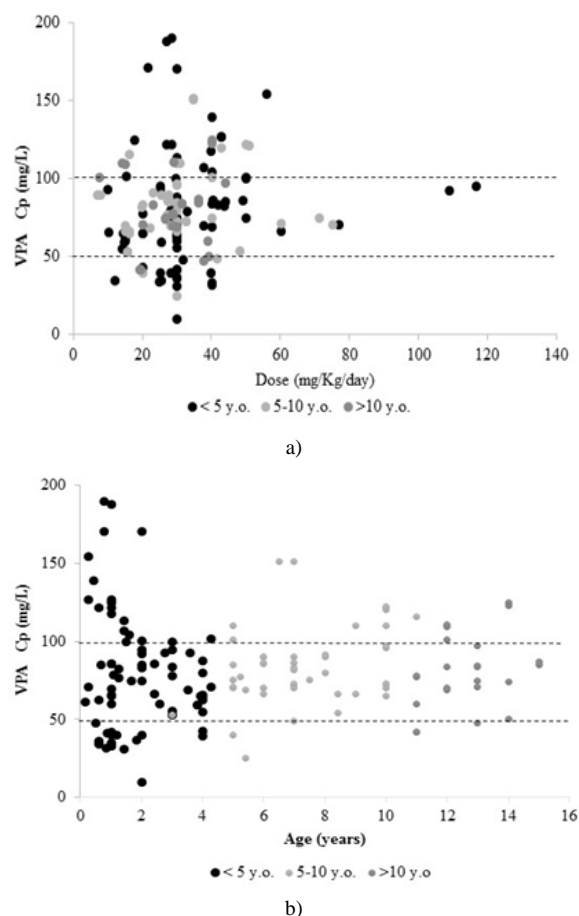 200
150
100
50
0
VPA Cp (mg/L)
0 20 40 60 80 100 120 140
Dose (mg/Kg/day)
< 5 y.o. 5-10 y.o. >10 y.o.
a)
200
150
100
50
0
VPA Cp (mg/L)
0 2 4 6 8 10 12 14 16
Age (years)
< 5 y.o. 5-10 y.o. >10 y.o
b)